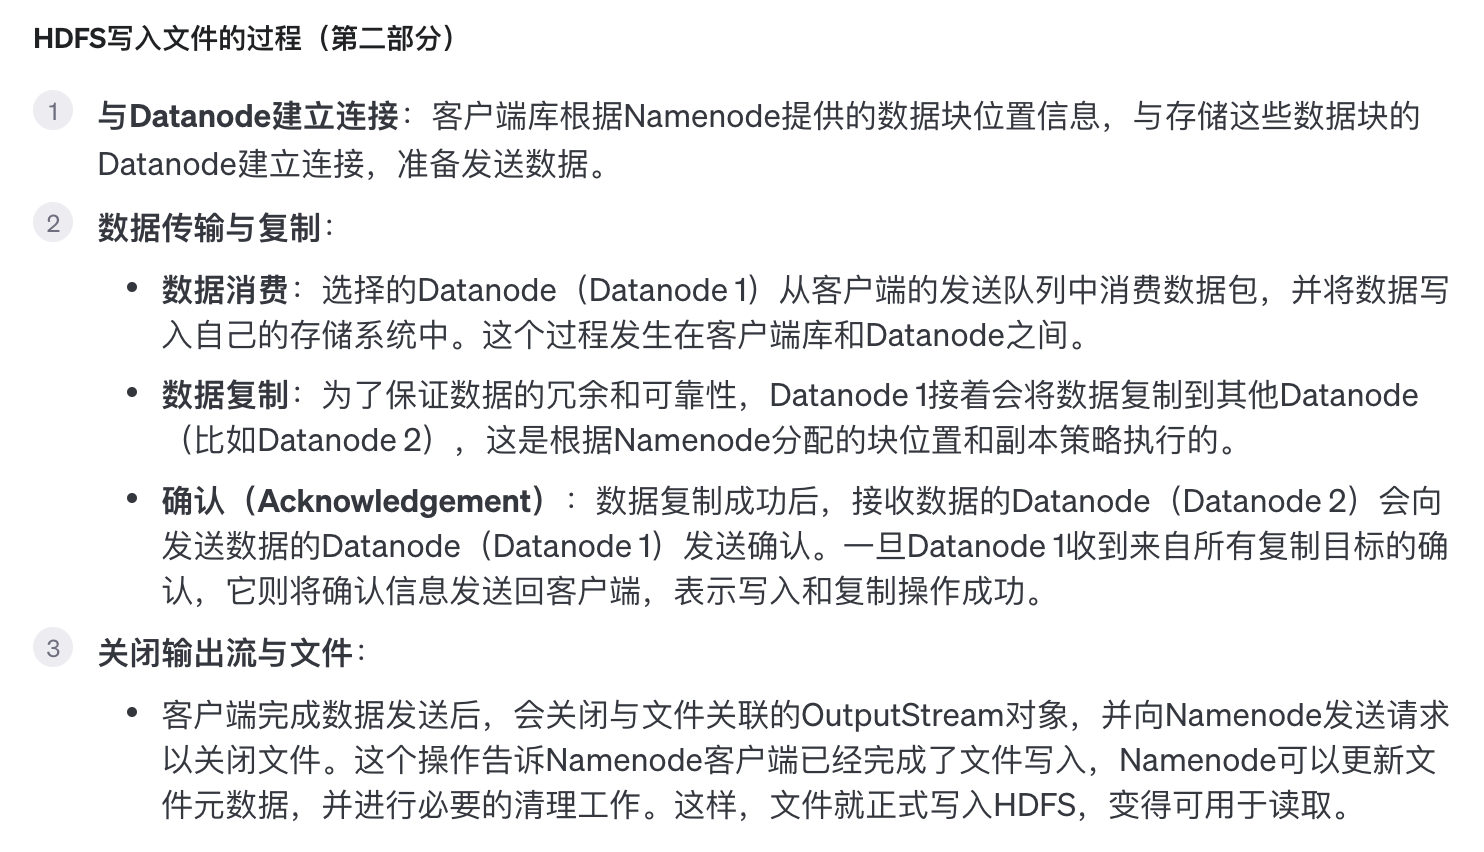 HDFS写入文件的过程（第二部分）
1 与Datanode建立连接：客户端库根据Namenode提供的数据块位置信息，与存储这些数据块的
Datanode建立连接，准备发送数据。
2 数据传输与复制：
• 数据消费：选择的Datanode（Datanode 1）从客户端的发送队列中消费数据包，并将数据写
入自己的存储系统中。这个过程发生在客户端库和Datanode之间。
• 数据复制：为了保证数据的冗余和可靠性，Datanode 1接着会将数据复制到其他Datanode
（比如Datanode 2），这是根据Namenode分配的块位置和副本策略执行的。
• 确认（Acknowledgement）：数据复制成功后，接收数据的Datanode（Datanode 2）会向
发送数据的Datanode（Datanode 1）发送确认。一旦Datanode 1收到来自所有复制目标的确
认，它则将确认信息发送回客户端，表示写入和复制操作成功。
3 关闭输出流与文件：
• 客户端完成数据发送后，会关闭与文件关联的OutputStream对象，并向Namenode发送请求
以关闭文件。这个操作告诉Namenode客户端已经完成了文件写入，Namenode可以更新文
件元数据，并进行必要的清理工作。这样，文件就正式写入HDFS，变得可用于读取。